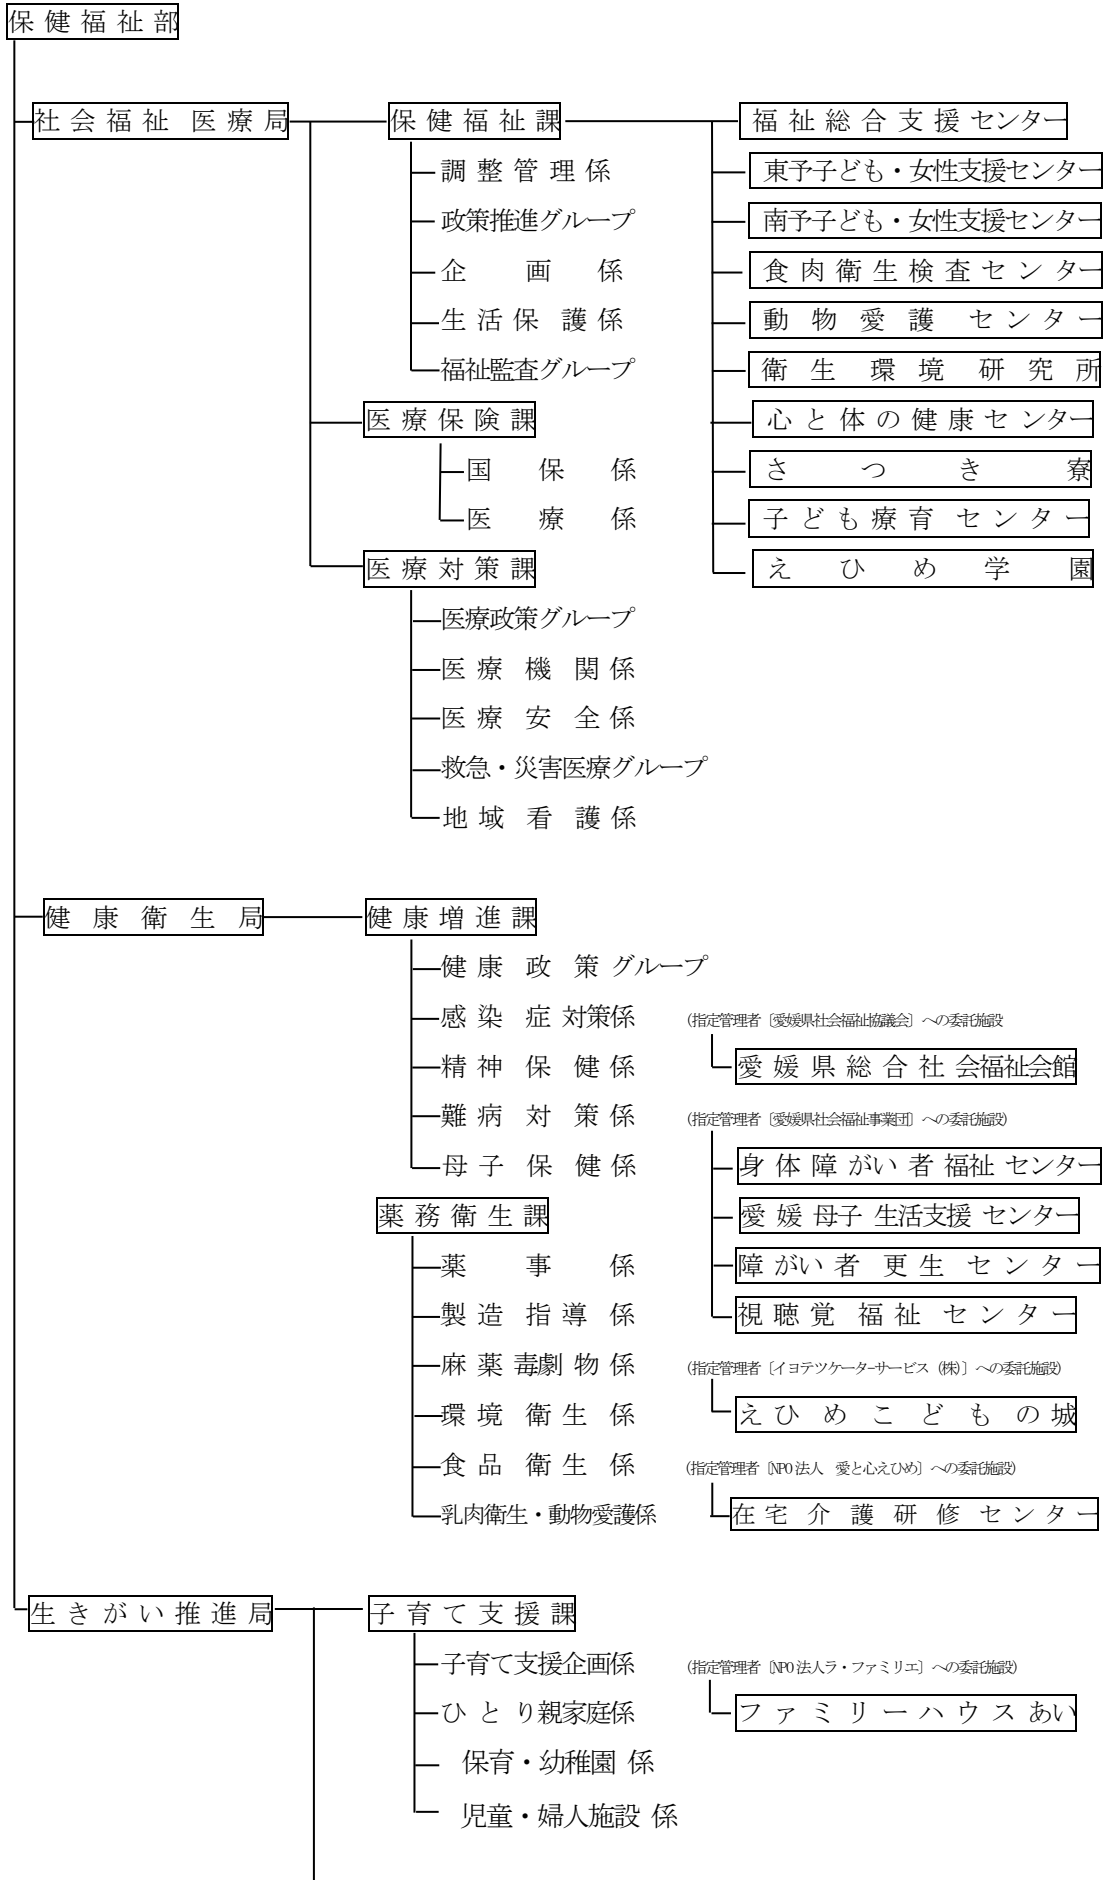 保健福祉部
社会福祉医療局
保健福祉課
調整管理係
政策推進グループ
企画係
生活保護係
福祉監査グループ
医療保険課
国保係
医療係
医療対策課
医療政策グループ
医療機関係
医療安全係
救急・災害医療グループ
地域看護係
福祉総合支援センター
東予子ども・女性支援センター
南予子ども・女性支援センター
食肉衛生検査センター
動物愛護センター
衛生環境研究所
心と体の健康センター
さつき寮
子ども療育センター
えひめ学園
健康衛生局
健康増進課
健康政策グループ
感染症対策係
精神保健係
難病対策係
母子保健係
薬務衛生課
薬事係
製造指導係
麻薬毒劇物係
環境衛生係
食品衛生係
乳肉衛生・動物愛護係
(指定管理者〔愛媛県社会福祉協議会〕への委託施設
愛媛県総合社会福祉会館
(指定管理者〔愛媛県社会福祉事業団〕への委託施設)
身体障がい者福祉センター
愛媛母子生活支援センター
障がい者更生センター
視聴覚福祉センター
(指定管理者〔イヨテツケーターサービス(株)〕への委託施設)
えひめこどもの城
(指定管理者〔NPO法人 愛と心えひめ〕への委託施設)
在宅介護研修センター
生きがい推進局
子育て支援課
子育て支援企画係
ひとり親家庭係
保育・幼稚園係
児童・婦人施設係
(指定管理者〔NPO法人ラ・ファミリエ〕への委託施設)
ファミリーハウスあい